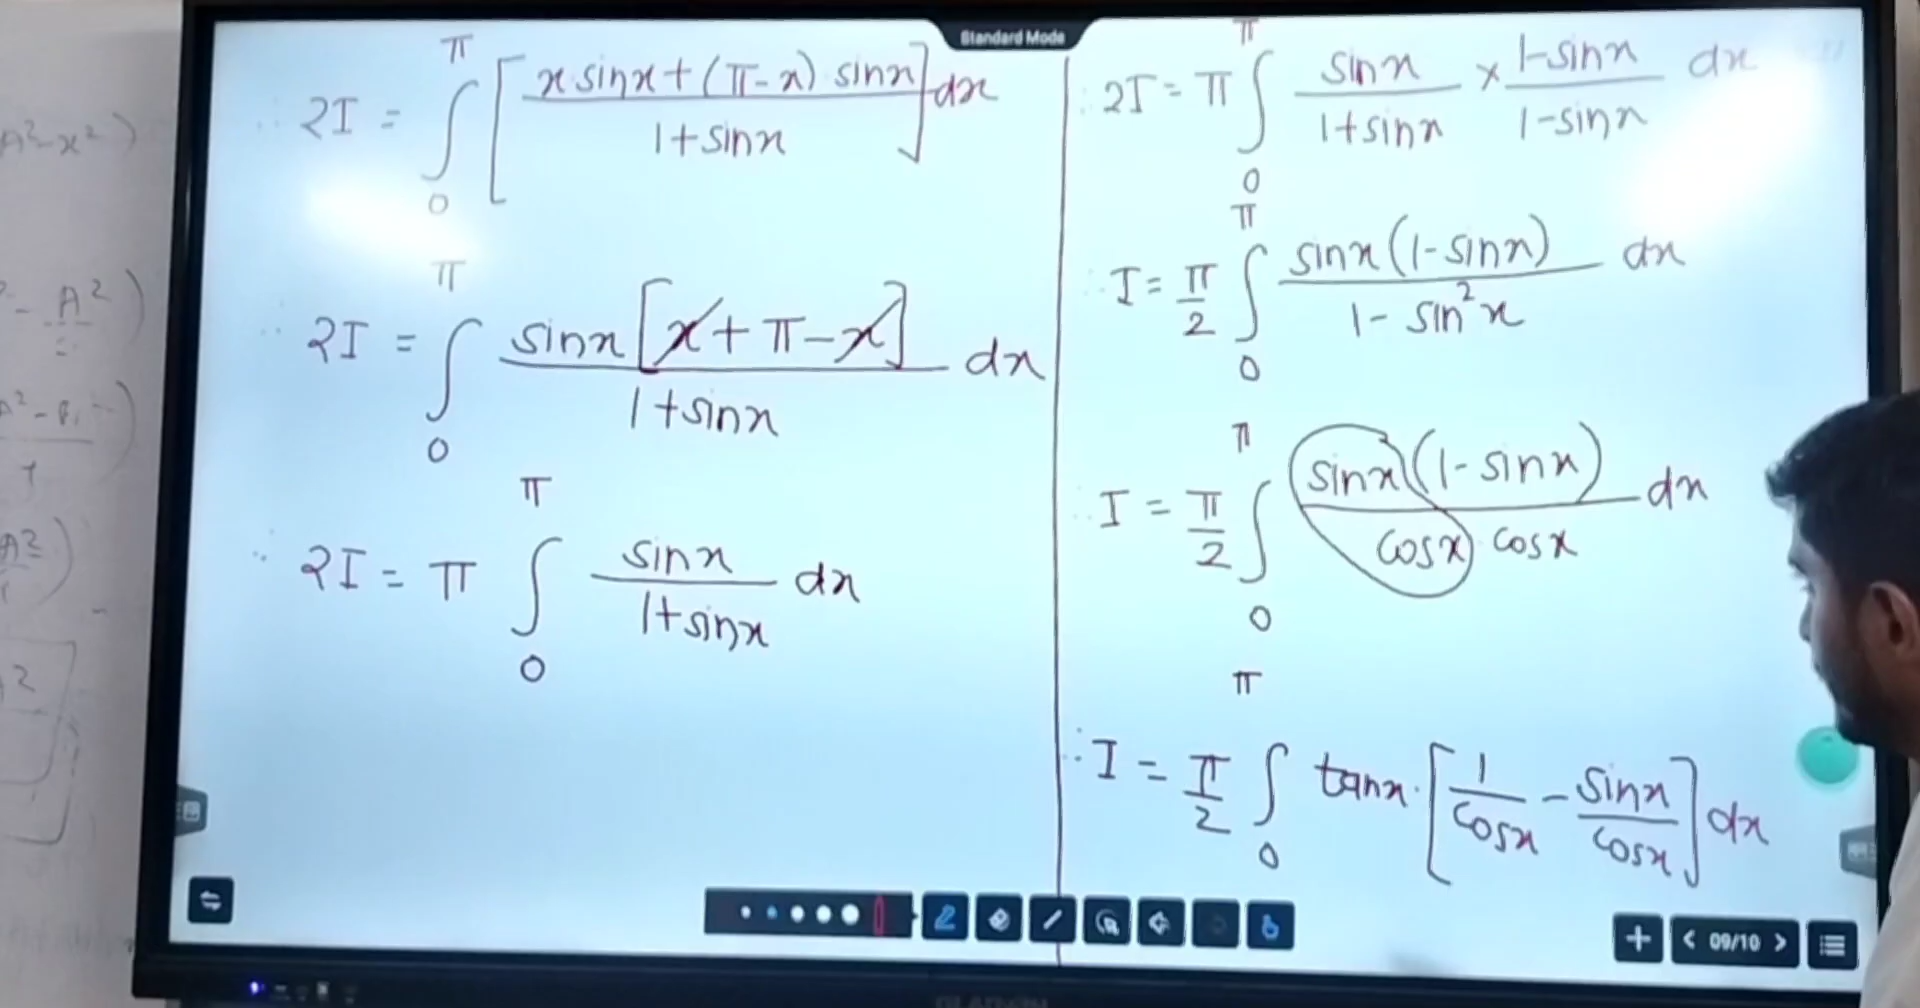 Standard Mode
2I = ∫₀^π [x sinx + (π - x) sinx / 1 + sinx] dx
∴ 2I = ∫₀^π sinx [x + π - x] / 1 + sinx dx
∴ 2I = π ∫₀^π sinx / 1 + sinx dx
∴ 2I = π ∫₀^π sinx / 1 + sinx × 1 - sinx / 1 - sinx dx
∴ I = π/2 ∫₀^π sinx (1 - sinx) / 1 - sin²x dx
∴ I = π/2 ∫₀^π sinx (1 - sinx) / cosx · cosx dx
∴ I = π/2 ∫₀^π tanx · [1/cosx - sinx/cosx] dx
A² - x²)
- A²)
09/10